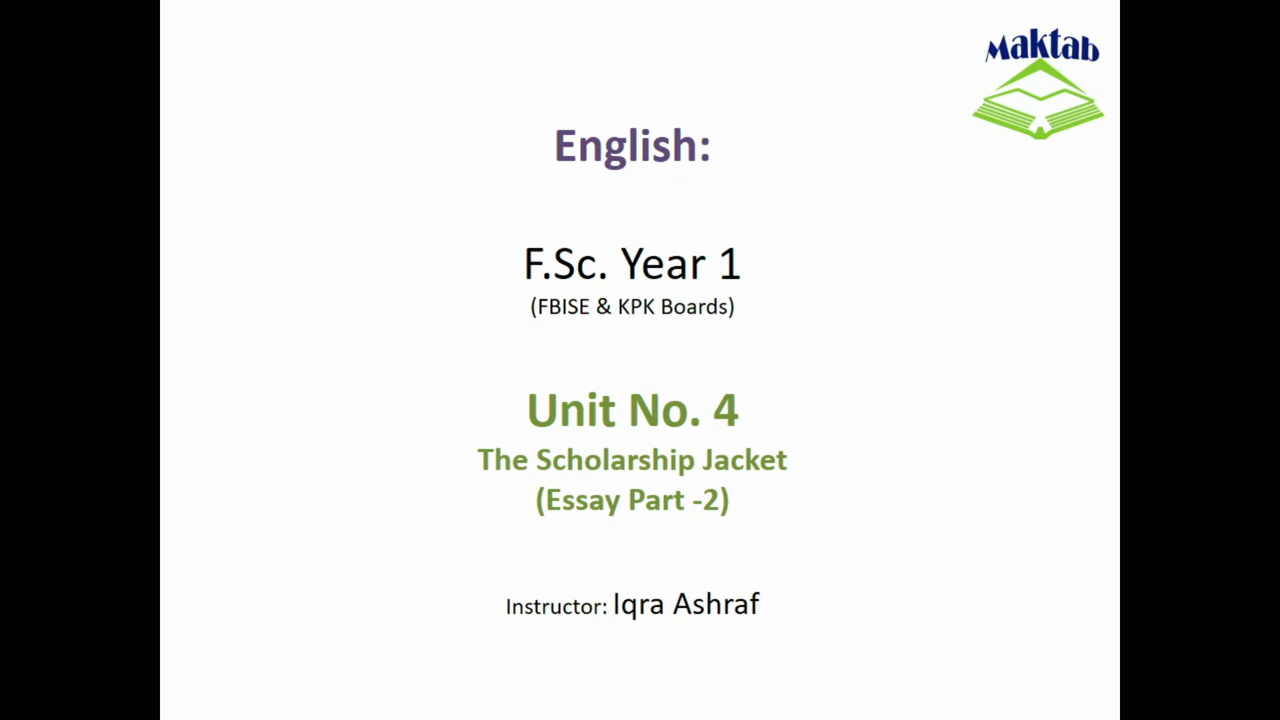 Maktab
English:
F.Sc. Year 1
(FBISE & KPK Boards)
Unit No. 4
The Scholarship Jacket
(Essay Part -2)
Instructor: Iqra Ashraf